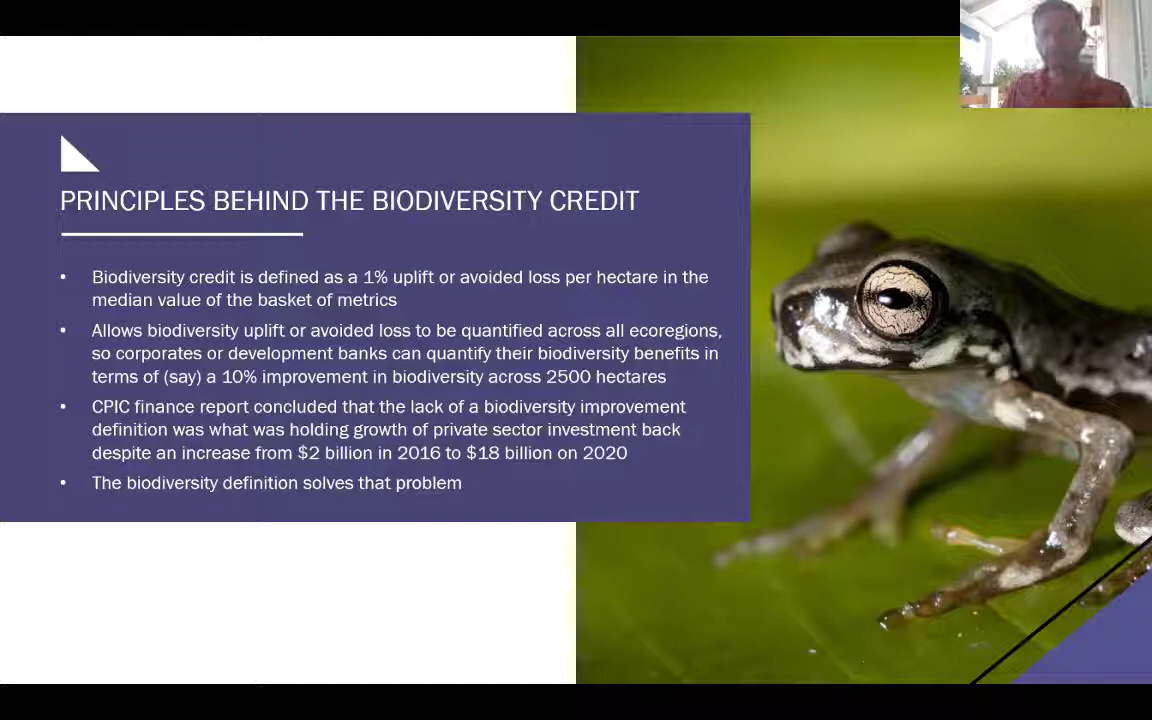 PRINCIPLES BEHIND THE BIODIVERSITY CREDIT
• Biodiversity credit is defined as a 1% uplift or avoided loss per hectare in the
median value of the basket of metrics
• Allows biodiversity uplift or avoided loss to be quantified across all ecoregions,
so corporates or development banks can quantify their biodiversity benefits in
terms of (say) a 10% improvement in biodiversity across 2500 hectares
• CPIC finance report concluded that the lack of a biodiversity improvement
definition was what was holding growth of private sector investment back
despite an increase from $2 billion in 2016 to $18 billion on 2020
• The biodiversity definition solves that problem